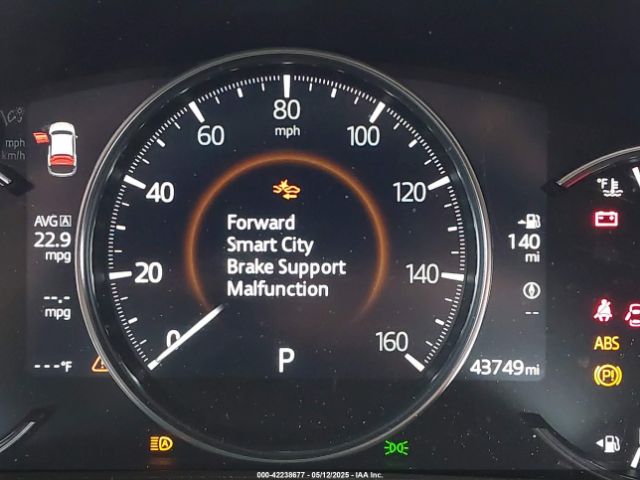 80
60
mph
100
mph
km/h
40
120
°F
Forward
Smart City
Brake Support
Malfunction
AVG A
22.9
mpg
140
mi
20
140
--.-
mpg
--
0
160
ABS
---°F
P
43749 mi
(P!)
A
000-42238677 - 05/12/2025 - IAA Inc.